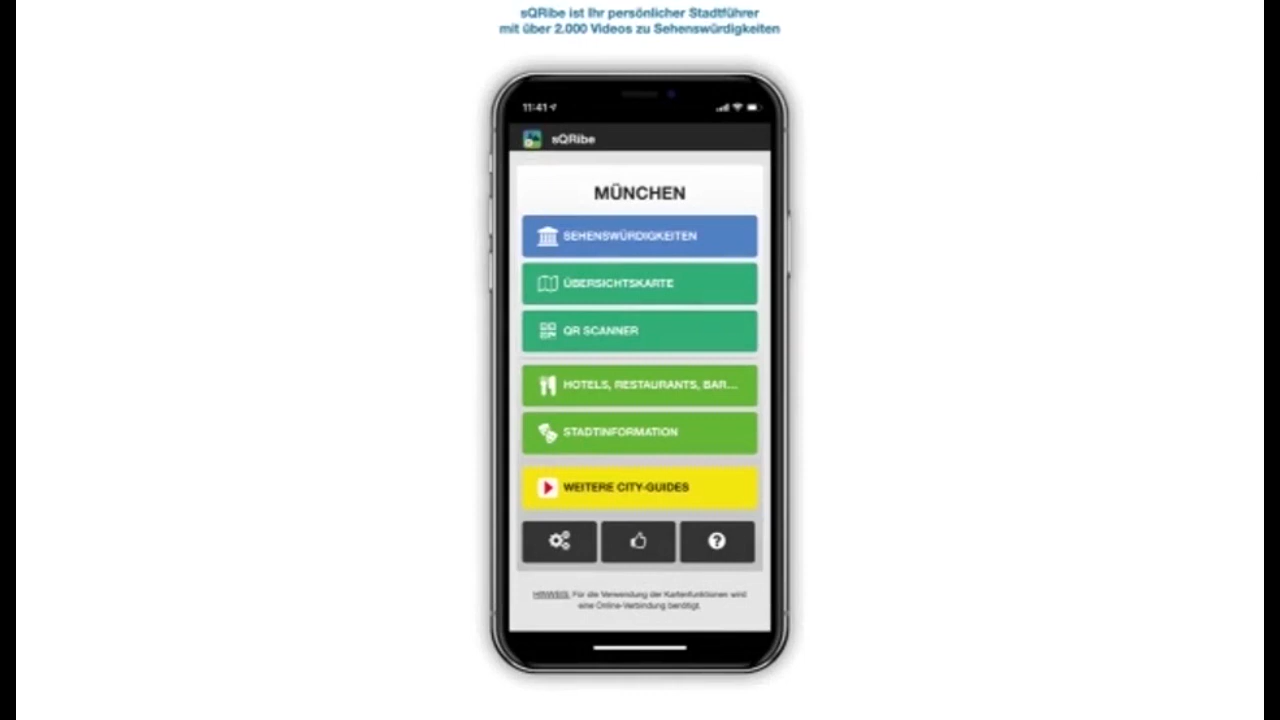 sQRibe ist Ihr persönlicher Stadtführer
mit über 2.000 Videos zu Sehenswürdigkeiten
11:41
sQRibe
MÜNCHEN
SEHENSWÜRDIGKEITEN
ÜBERSICHTSKARTE
QR SCANNER
HOTELS, RESTAURANTS, BAR...
STADTINFORMATION
WEITERE CITY-GUIDES
HINWEIS: Für die Verwendung der Kartenfunktionen wird
eine Online-Verbindung benötigt.